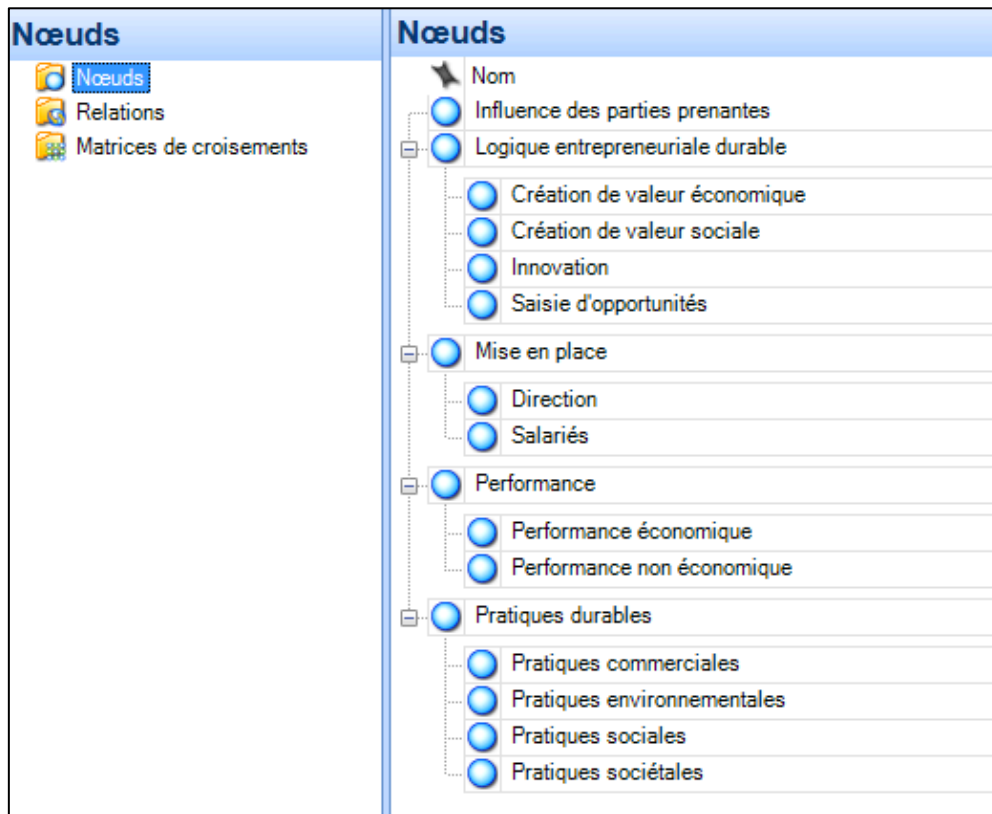 Nœuds
Nœuds
Relations
Matrices de croisements
Nœuds
Nom
Influence des parties prenantes
Logique entrepreneuriale durable
Création de valeur économique
Création de valeur sociale
Innovation
Saisie d'opportunités
Mise en place
Direction
Salariés
Performance
Performance économique
Performance non économique
Pratiques durables
Pratiques commerciales
Pratiques environnementales
Pratiques sociales
Pratiques sociétales